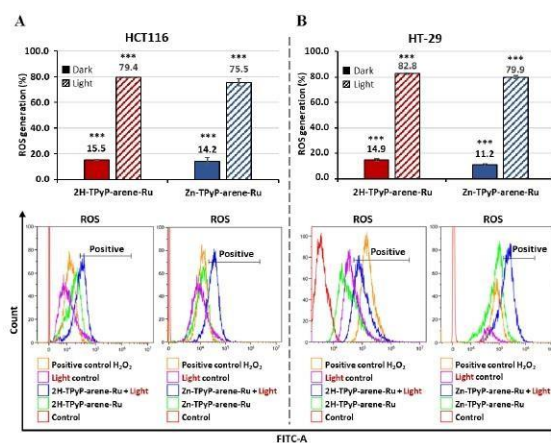 A
HCT116
B
HT-29
ROS generation (%)
100.0
80.0
60.0
40.0
20.0
0.0
Dark
Light
***
15.5
***
79.4
***
14.2
***
75.5
2H-TPyP-arene-Ru
Zn-TPyP-arene-Ru
ROS generation (%)
100.0
80.0
60.0
40.0
20.0
0.0
Dark
Light
***
14.9
***
82.8
***
11.2
***
79.9
2H-TPyP-arene-Ru
Zn-TPyP-arene-Ru
Count
ROS
Positive
ROS
Positive
ROS
Positive
ROS
Positive
Positive control H₂O₂
Light control
2H-TPyP-arene-Ru + Light
2H-TPyP-arene-Ru
Control
Positive control H₂O₂
Light control
Zn-TPyP-arene-Ru + Light
Zn-TPyP-arene-Ru
Control
Positive control H₂O₂
Light control
2H-TPyP-arene-Ru + Light
2H-TPyP-arene-Ru
Control
Positive control H₂O₂
Light control
Zn-TPyP-arene-Ru + Light
Zn-TPyP-arene-Ru
Control
FITC-A